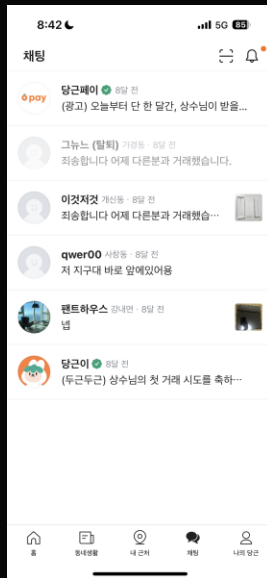 8:42
5G 85
채팅
pay
당근페이 8달 전
(광고) 오늘부터 단 한 달간, 상수님이 받을...
그뉴느 (탈퇴) 가경동 · 8달 전
죄송합니다 어제 다른분과 거래했습니다.
이것저것 개신동 · 8달 전
죄송합니다 어제 다른분과 거래했습...
qwer00 사창동 · 8달 전
저 지구대 바로 앞에있어용
팬트하우스 강내면 · 8달 전
넵
당근이 8달 전
(두근두근) 상수님의 첫 거래 시도를 축하...
홈
동네생활
내 근처
채팅
나의 당근